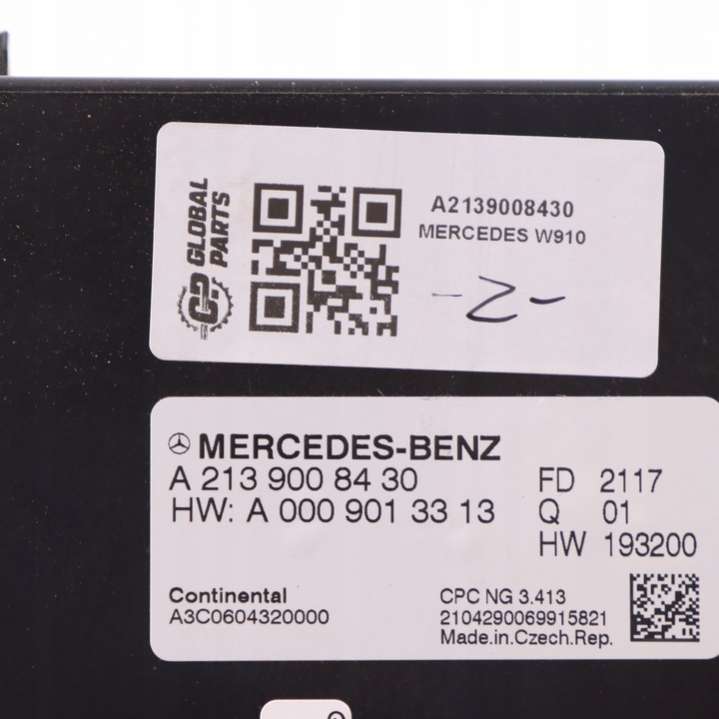 GLOBAL
PARTS
A2139008430
MERCEDES W910
-2-
MERCEDES-BENZ
A 213 900 84 30 FD 2117
HW: A 000 901 33 13 Q 01
HW 193200
Continental CPC NG 3.413
A3C0604320000 2104290069915821
Made.in.Czech.Rep.